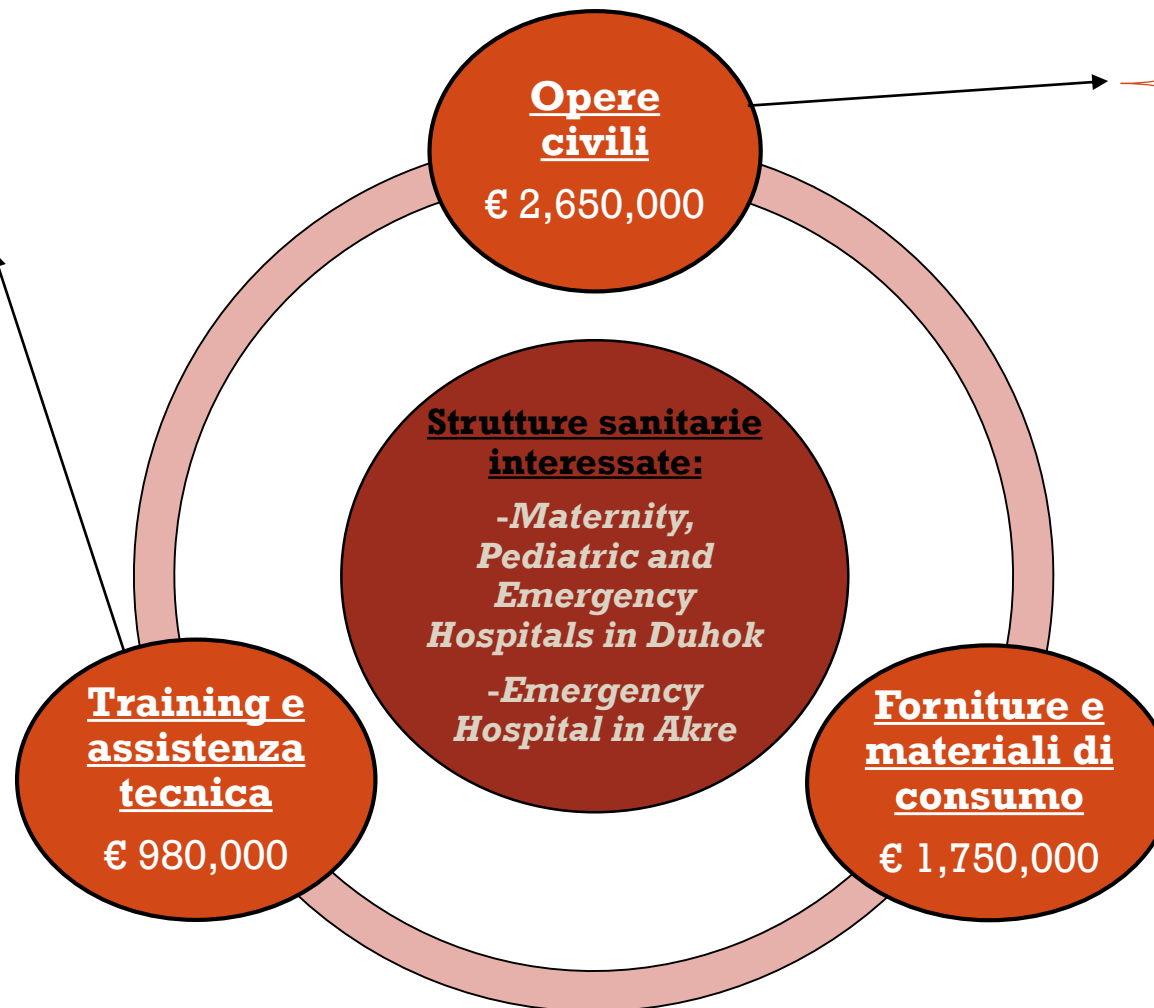 Opere
civili
€ 2,650,000
Strutture sanitarie
interessate:
-Maternity,
Pediatric and
Emergency
Hospitals in Duhok
-Emergency
Hospital in Akre
Training e
assistenza
tecnica
€ 980,000
Forniture e
materiali di
consumo
€ 1,750,000